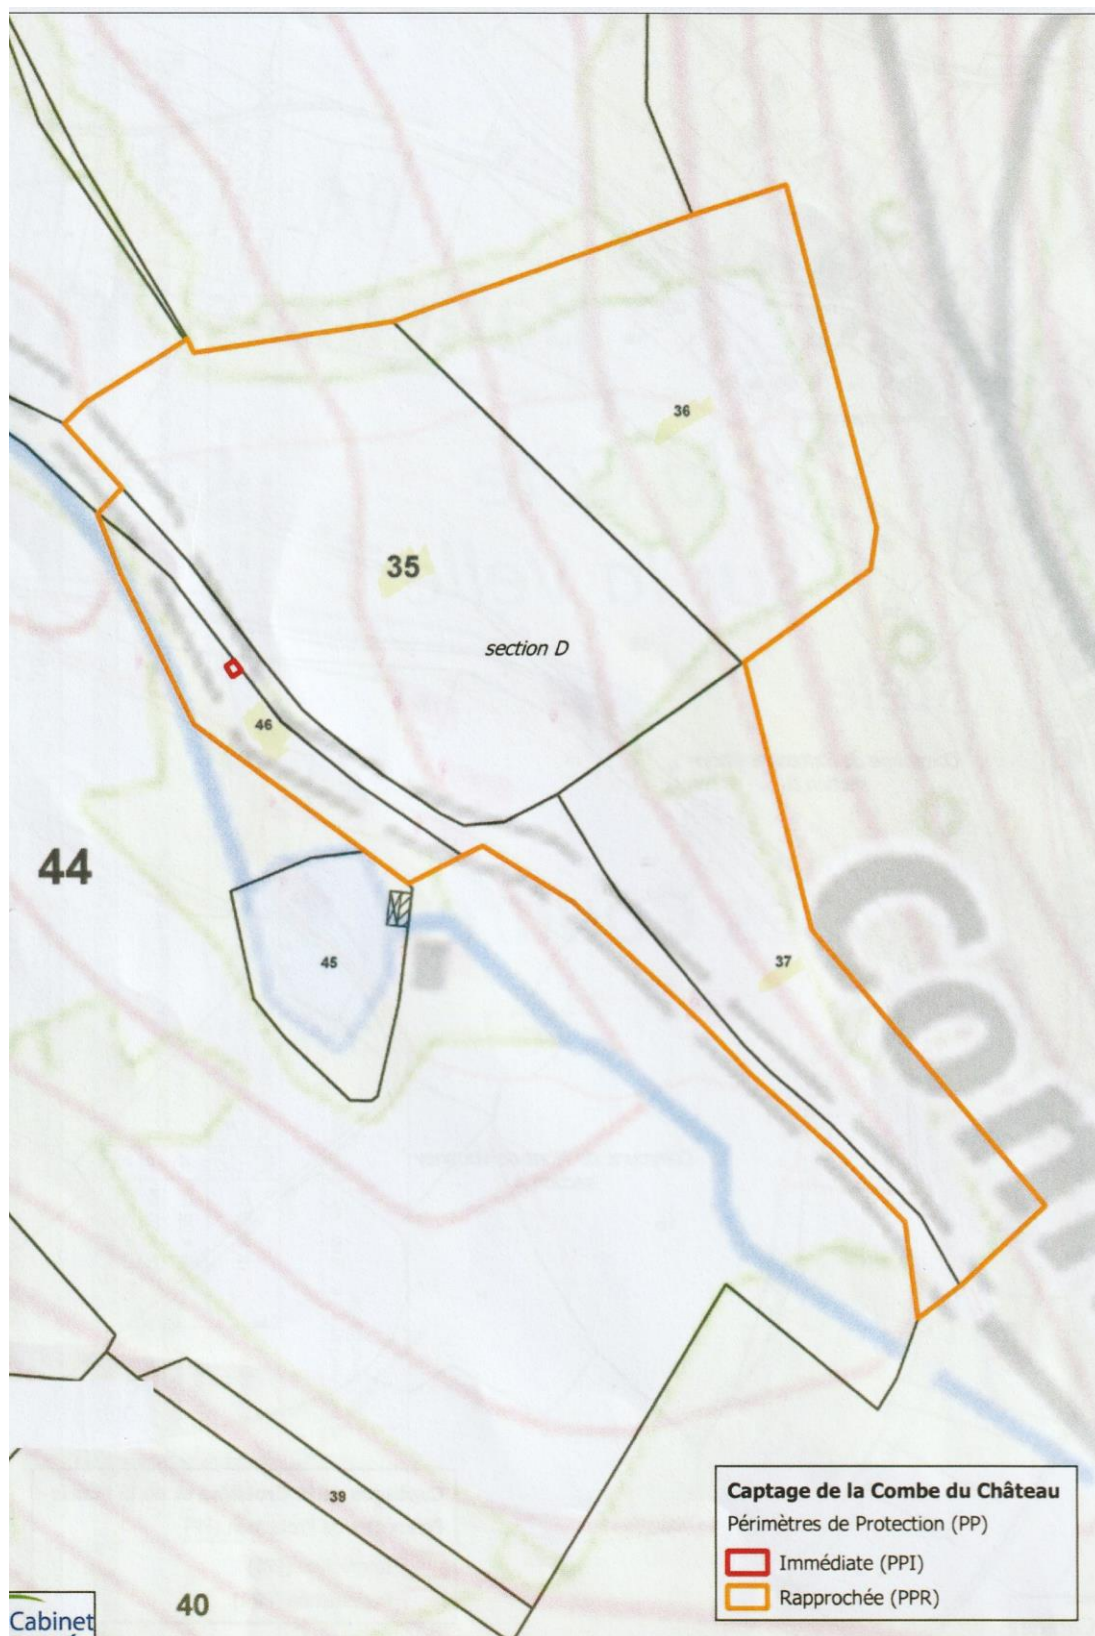 36
35
section D
46
44
45
37
Com
39
40
Captage de la Combe du Château
Périmètres de Protection (PP)
Immédiate (PPI)
Rapprochée (PPR)
Cabinet